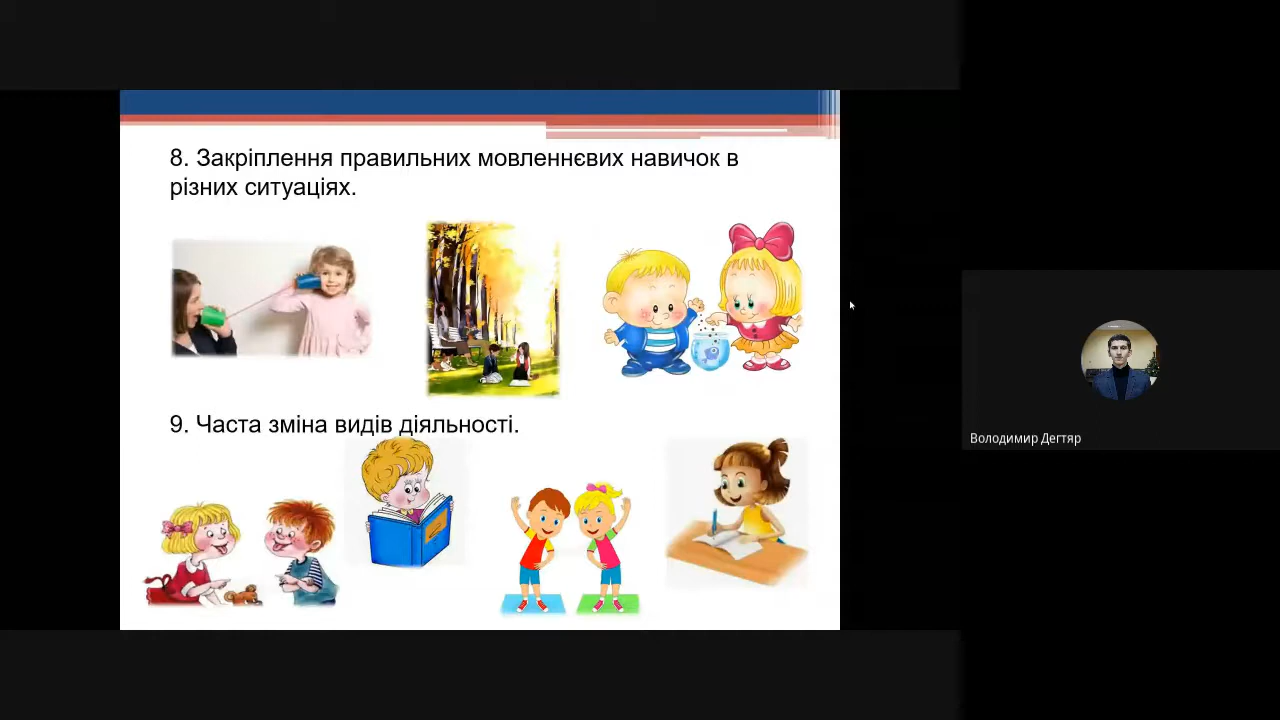 8. Закріплення правильних мовленнєвих навичок в
різних ситуаціях.
9. Часта зміна видів діяльності.
Володимир Дегтяр